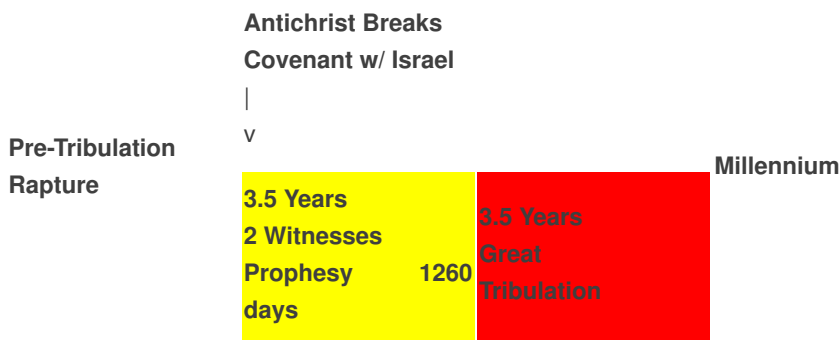 Antichrist Breaks
Covenant w/ Israel
|
v
Pre-Tribulation
Rapture
3.5 Years
2 Witnesses
Prophesy 1260
days
3.5 Years
Great
Tribulation
Millennium